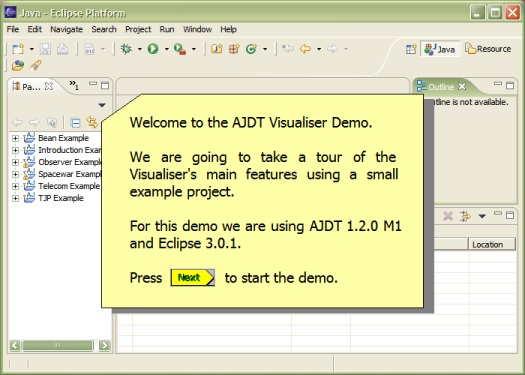 Java - Eclipse Platform
File Edit Navigate Search Project Run Window Help
Java
Resource
Pa...
»1
Outline
utline is not available.
Bean Example
Introduction Exam
Observer Example
Spacewar Example
Telecom Example
TJP Example
Welcome to the AJDT Visualiser Demo.
We are going to take a tour of the
Visualiser's main features using a small
example project.
For this demo we are using AJDT 1.2.0 M1
and Eclipse 3.0.1.
Press Next to start the demo.
Location